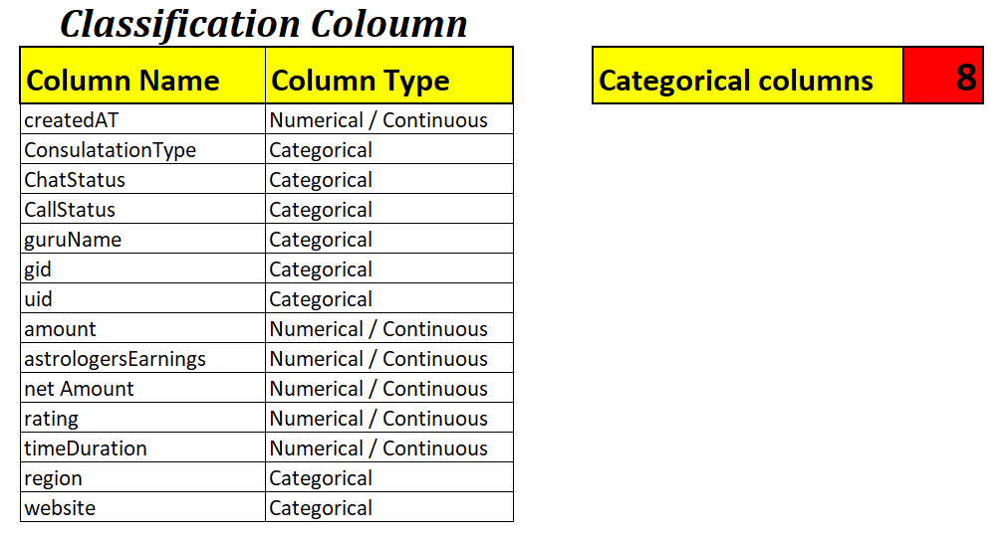 Classification Coloumn
Column Name Column Type
Categorical columns 8
createdAT Numerical / Continuous
ConsulatationType Categorical
ChatStatus Categorical
CallStatus Categorical
guruName Categorical
gid Categorical
uid Categorical
amount Numerical / Continuous
astrologersEarnings Numerical / Continuous
net Amount Numerical / Continuous
rating Numerical / Continuous
timeDuration Numerical / Continuous
region Categorical
website Categorical